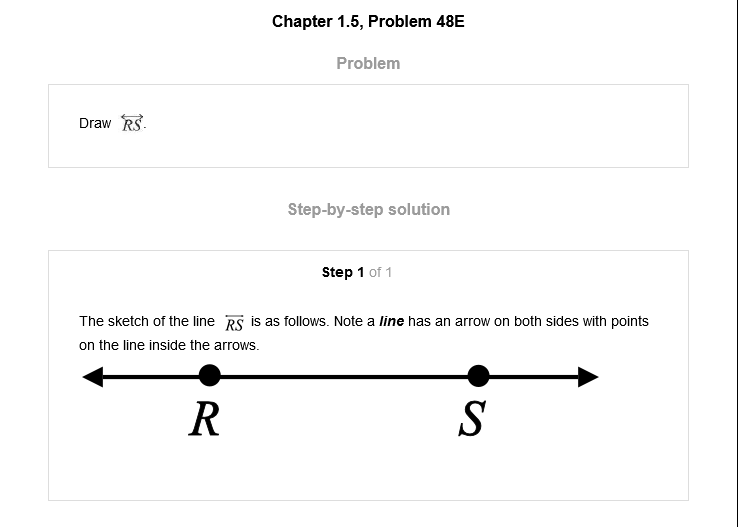 Chapter 1.5, Problem 48E
Problem
Draw RS.
Step-by-step solution
Step 1 of 1
The sketch of the line RS is as follows. Note a line has an arrow on both sides with points
on the line inside the arrows.
R S